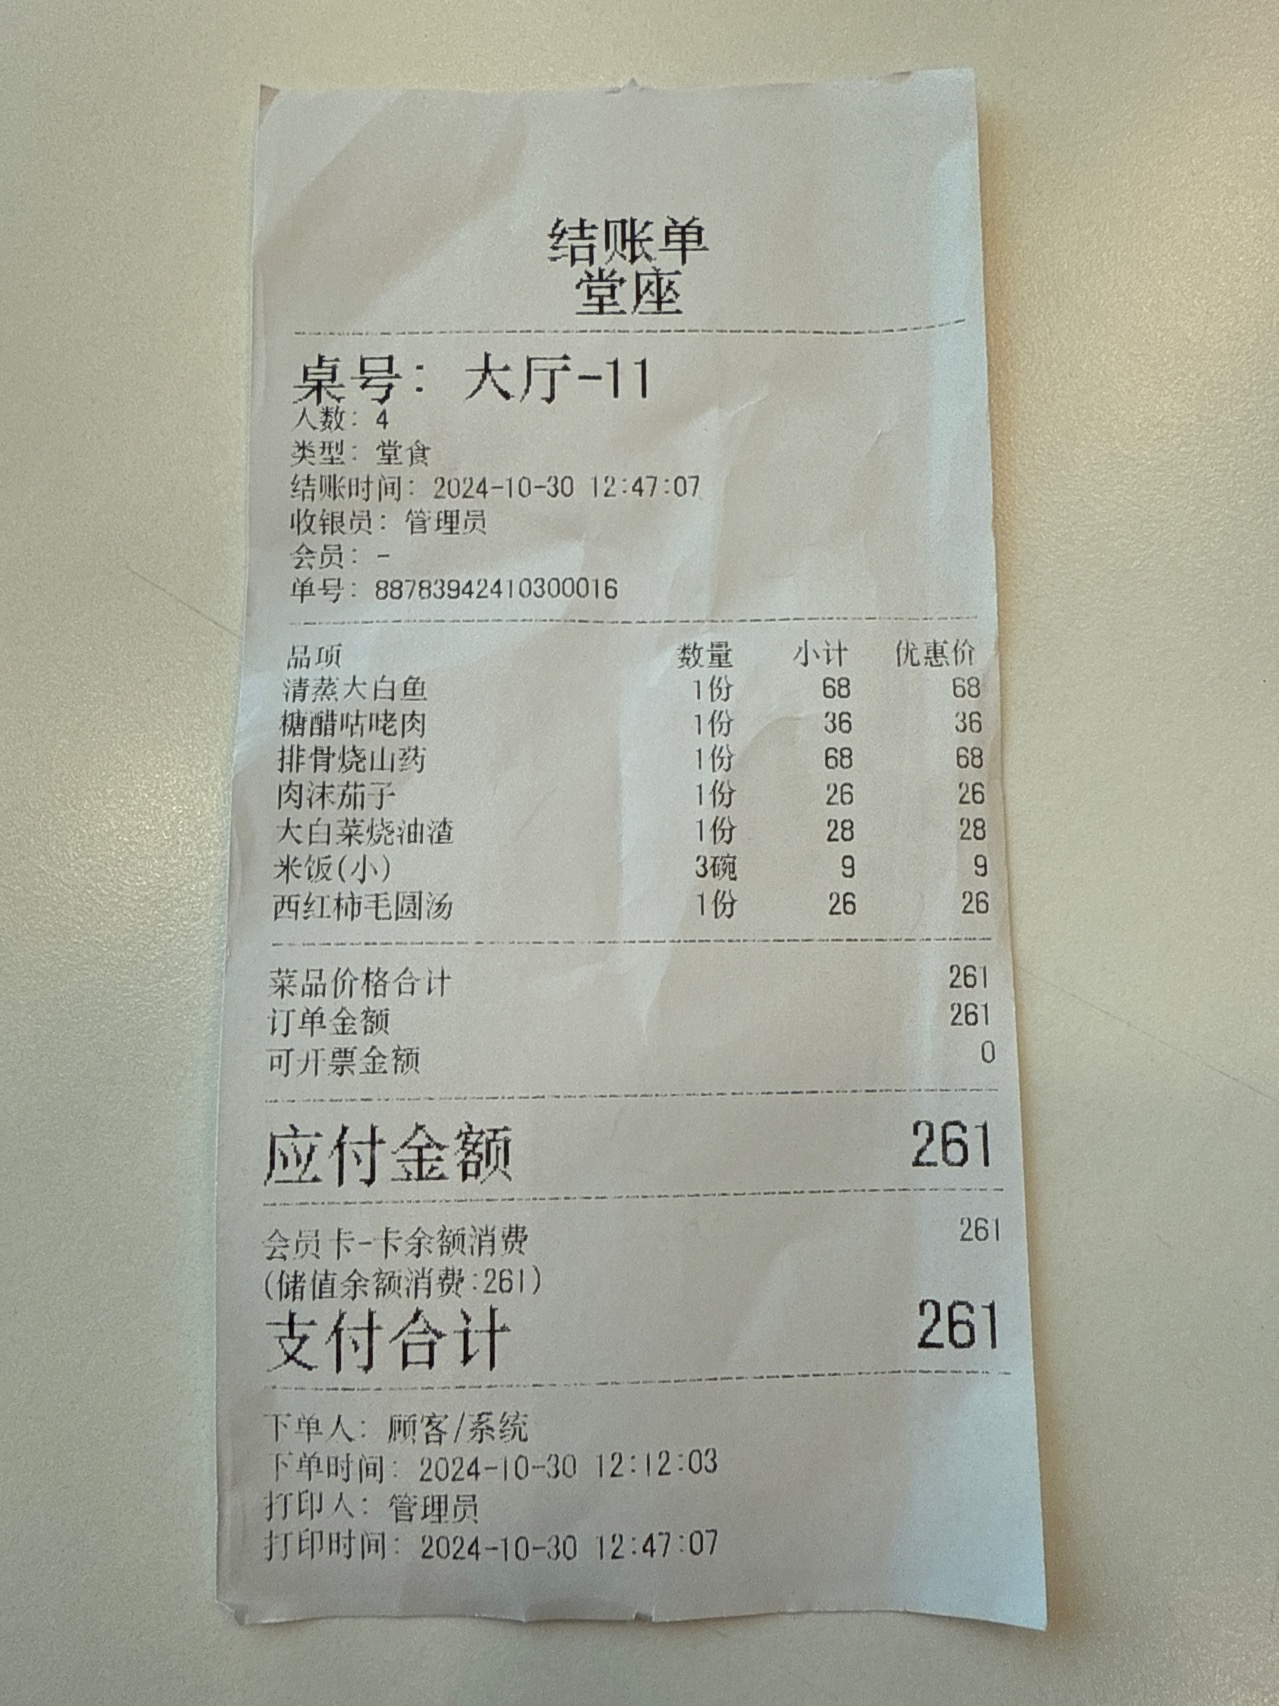 结账单
堂座
桌号: 大厅-11
人数: 4
类型: 堂食
结账时间: 2024-10-30 12:47:07
收银员: 管理员
会员: -
单号: 88783942410300016
品项 数量 小计 优惠价
清蒸大白鱼 1份 68 68
糖醋咕咾肉 1份 36 36
排骨烧山药 1份 68 68
肉沫茄子 1份 26 26
大白菜烧油渣 1份 28 28
米饭(小) 3碗 9 9
西红柿毛圆汤 1份 26 26
菜品价格合计 261
订单金额 261
可开票金额 0
应付金额 261
会员卡-卡余额消费 261
(储值余额消费:261)
支付合计 261
下单人: 顾客/系统
下单时间: 2024-10-30 12:12:03
打印人: 管理员
打印时间: 2024-10-30 12:47:07